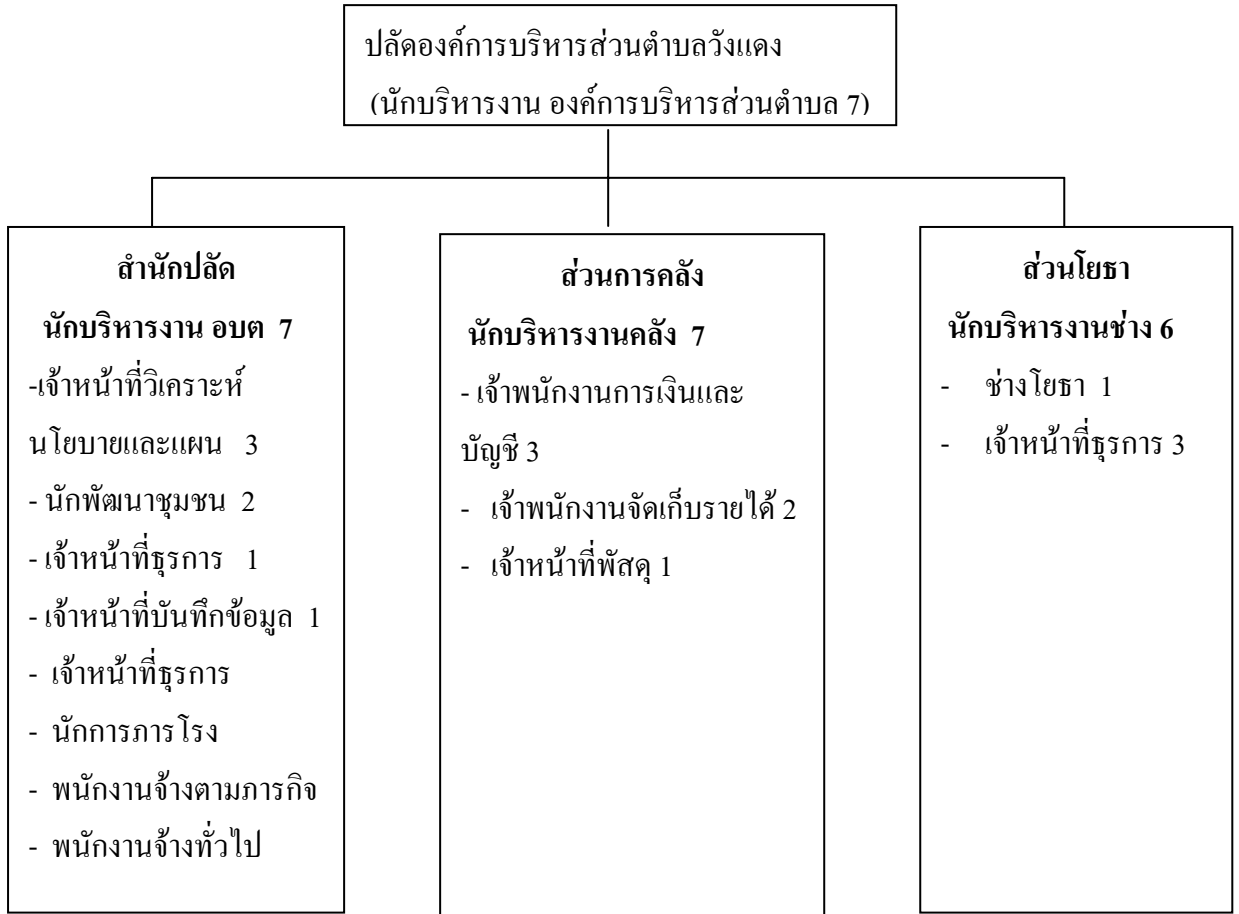 ปลัดองค์การบริหารส่วนตำบลวังแดง
(นักบริหารงาน องค์การบริหารส่วนตำบล 7)
สำนักปลัด
นักบริหารงาน อบต 7
-เจ้าหน้าที่วิเคราะห์
นโยบายและแผน 3
- นักพัฒนาชุมชน 2
- เจ้าหน้าที่ธุรการ 1
- เจ้าหน้าที่บันทึกข้อมูล 1
- เจ้าหน้าที่ธุรการ
- นักการภารโรง
- พนักงานจ้างตามภารกิจ
- พนักงานจ้างทั่วไป
ส่วนการคลัง
นักบริหารงานคลัง 7
- เจ้าพนักงานการเงินและ
บัญชี 3
- เจ้าพนักงานจัดเก็บรายได้ 2
- เจ้าหน้าที่พัสดุ 1
ส่วนโยธา
นักบริหารงานช่าง 6
- ช่างโยธา 1
- เจ้าหน้าที่ธุรการ 3